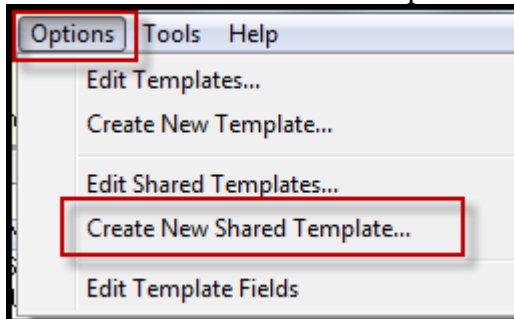 Options Tools Help
Edit Templates...
Create New Template...
Edit Shared Templates...
Create New Shared Template...
Edit Template Fields